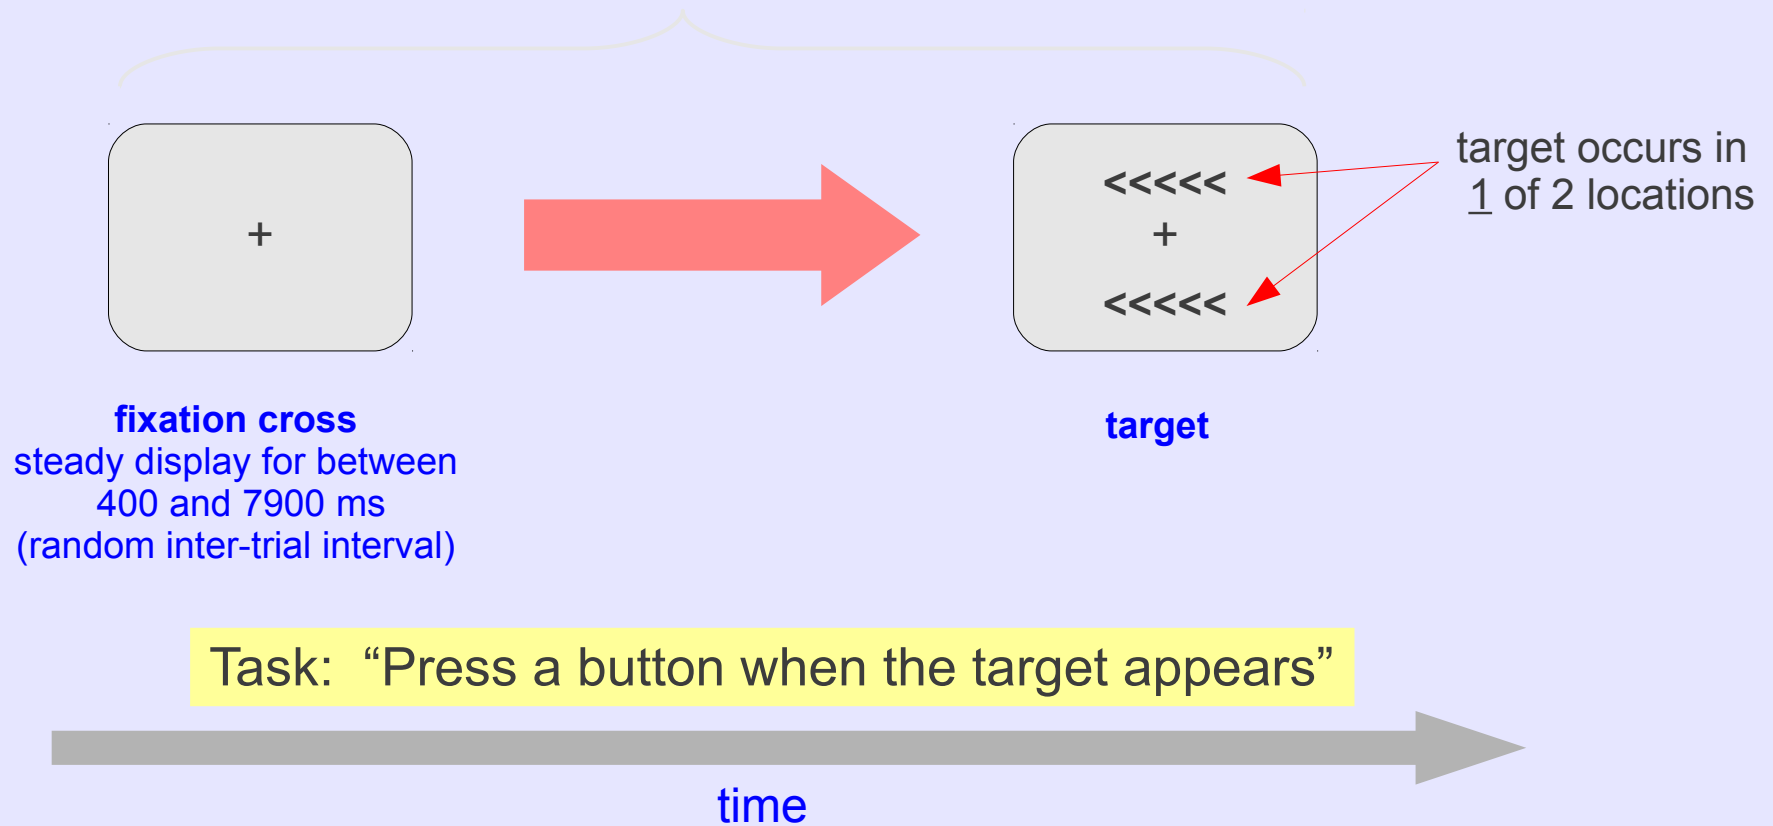 <<<<<
+
+
<<<<<
target occurs in
1 of 2 locations
fixation cross
steady display for between
400 and 7900 ms
(random inter-trial interval)
target
Task: “Press a button when the target appears”
time